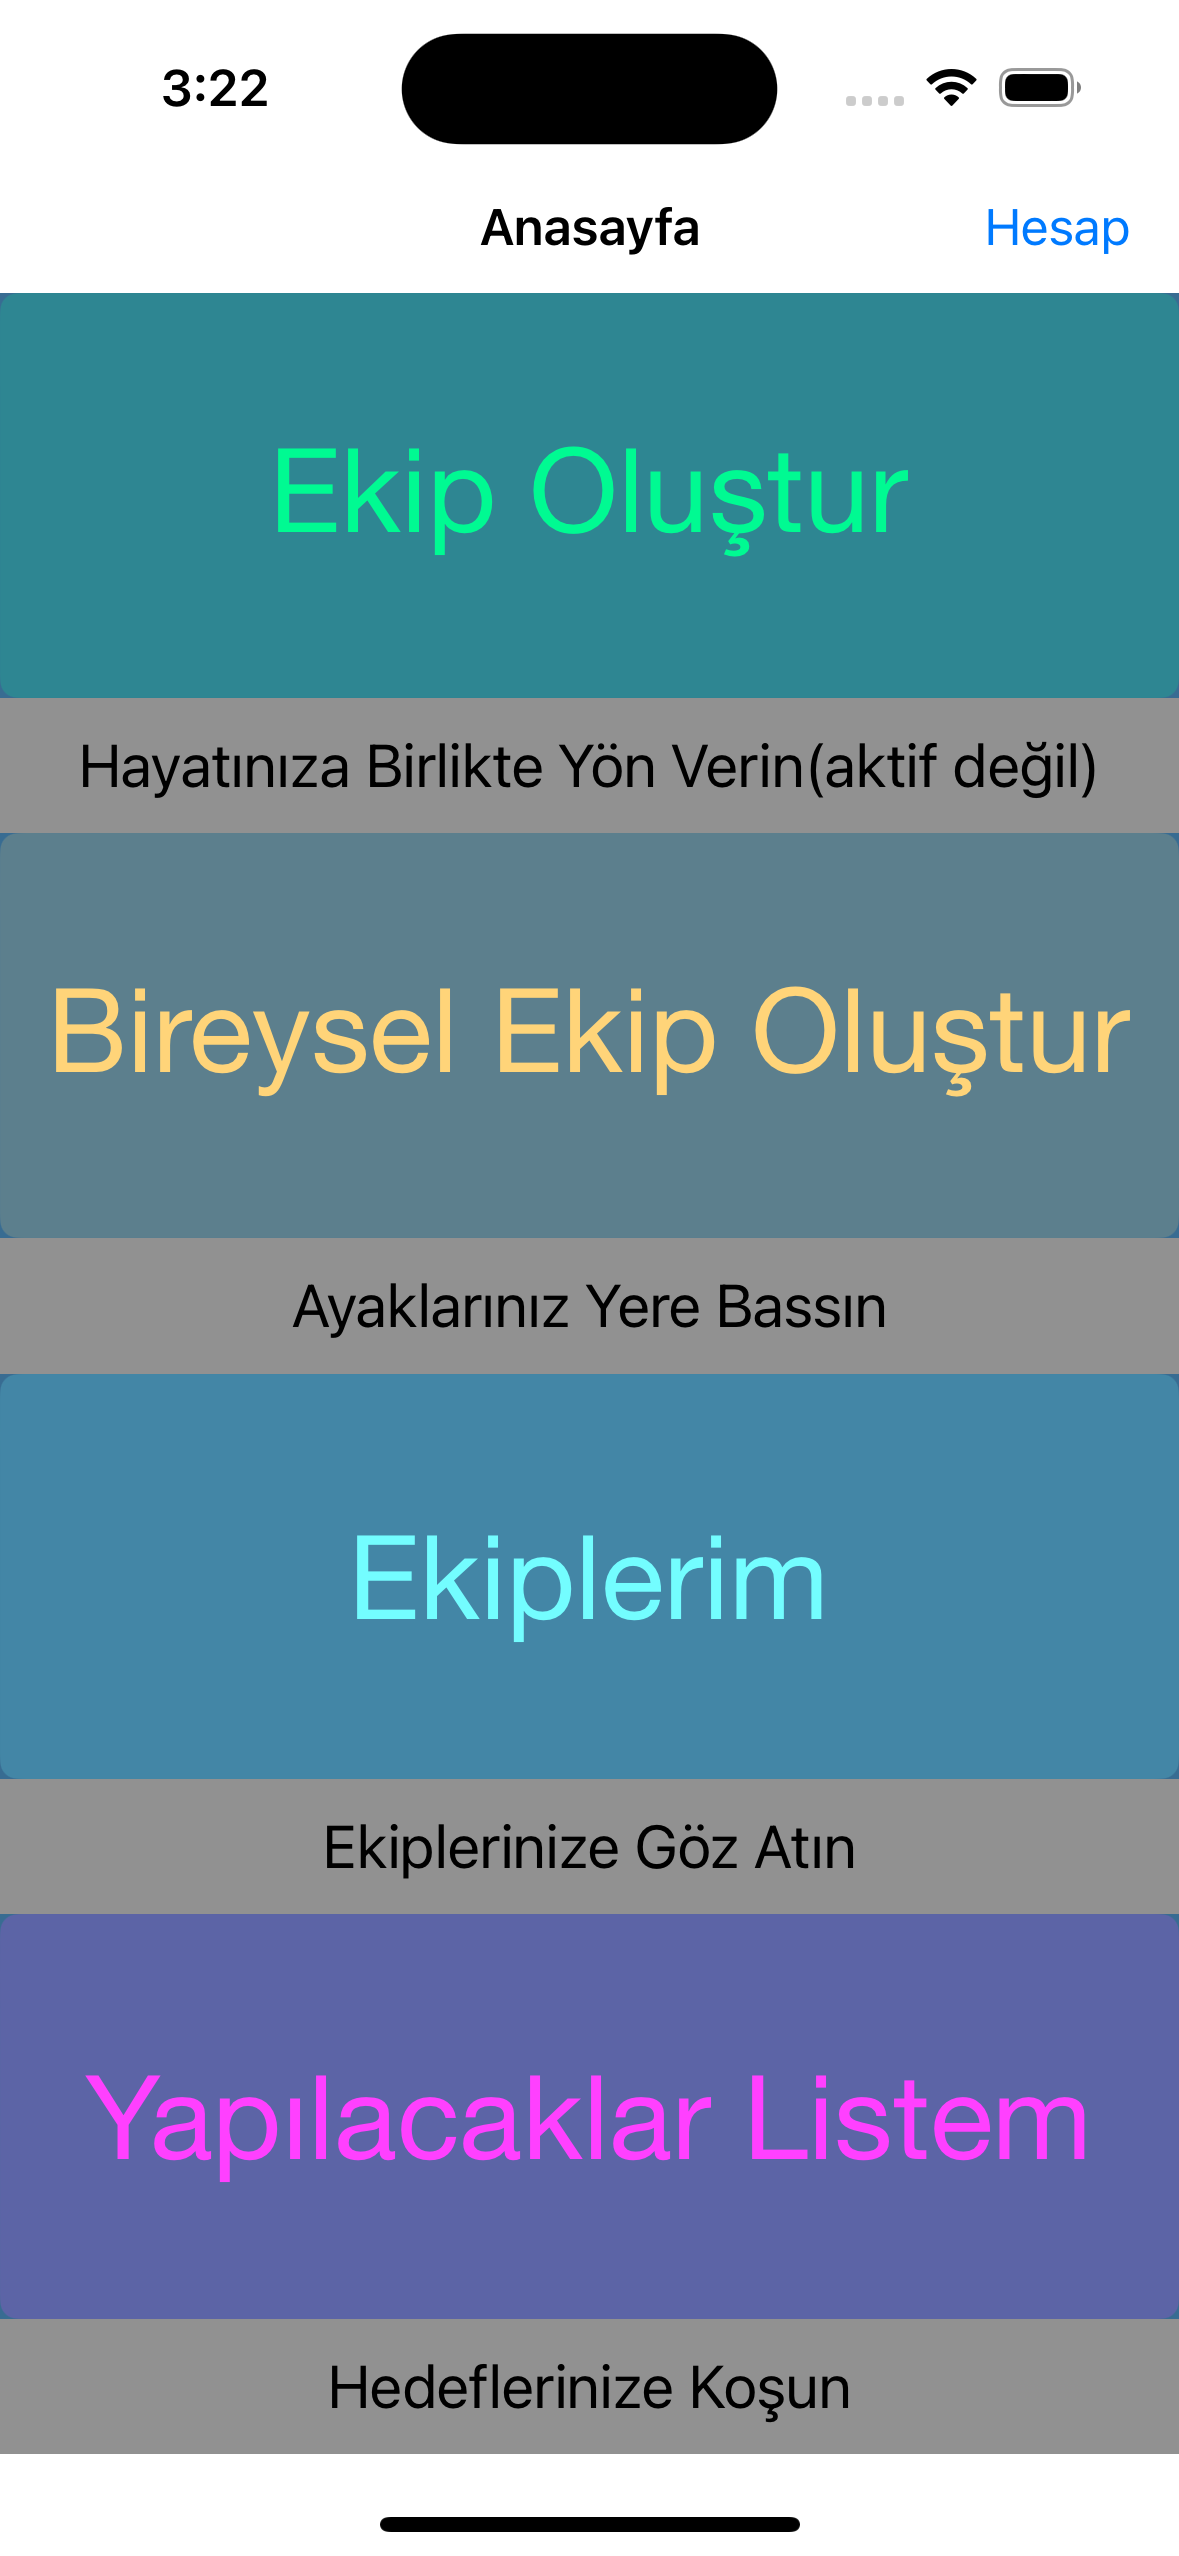 3:22
Anasayfa
Hesap
Ekip Oluştur
Hayatınıza Birlikte Yön Verin(aktif değil)
Bireysel Ekip Oluştur
Ayaklarınız Yere Bassın
Ekiplerim
Ekiplerinize Göz Atın
Yapılacaklar Listem
Hedeflerinize Koşun